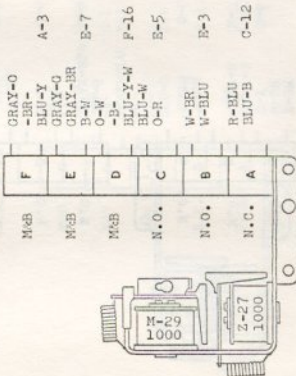 GRAY-O
-BR- A-3
BLU-Y
GRAY-G
GRAY-BR
B-W E-7
O-W
-B-
BLU-Y-W F-16
BLU-W
O-R E-5
W-BR
W-BLU E-3
R-BLU
BLU-B C-12
F M&B
E M&B
D M&B
C N.O.
B N.O.
A N.C.
M-29
1000
Z-27
1000